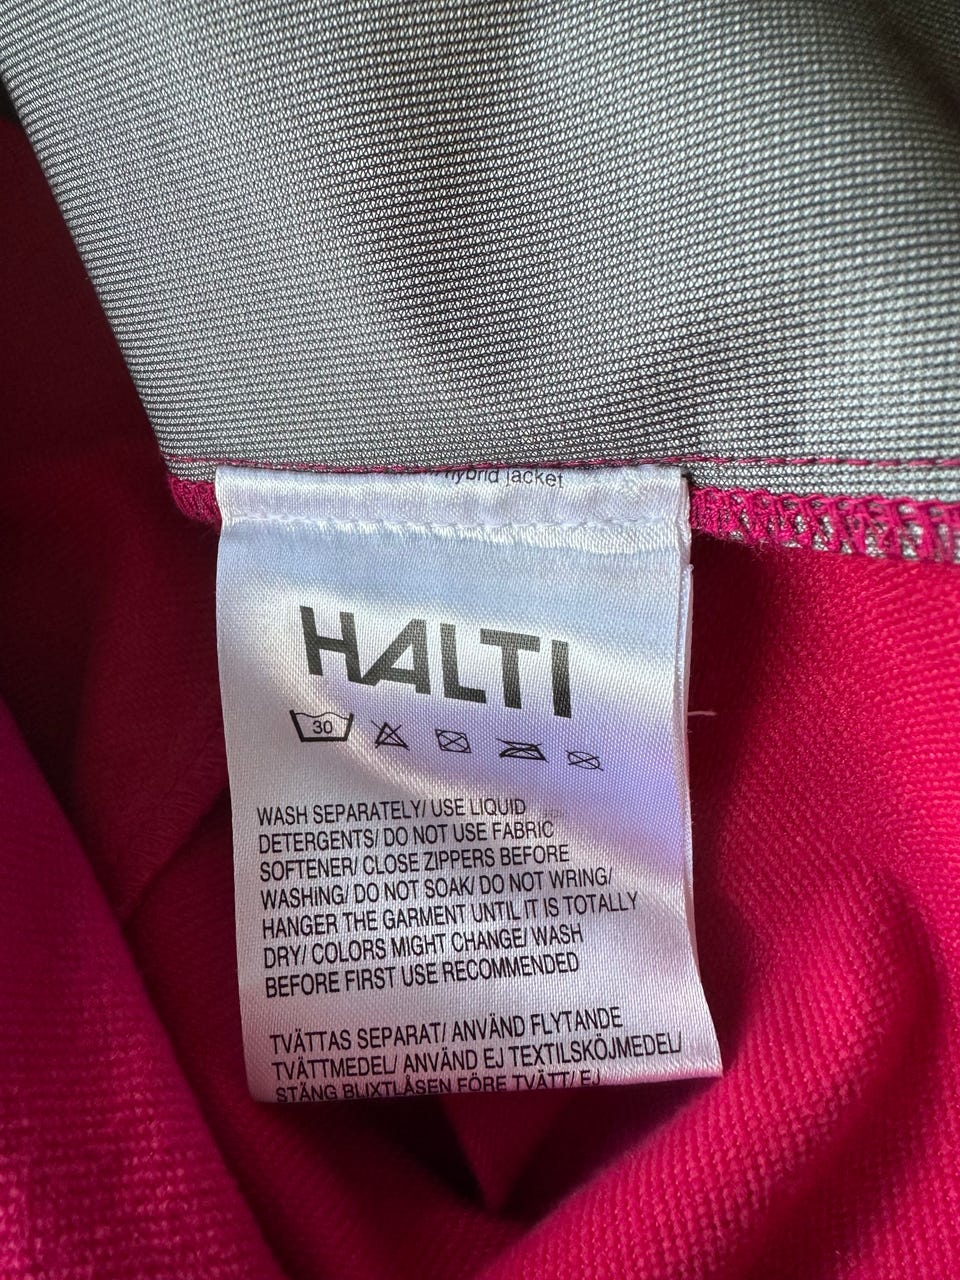 hybrid jacket
HALTI
30
WASH SEPARATELY/ USE LIQUID
DETERGENTS/ DO NOT USE FABRIC
SOFTENER/ CLOSE ZIPPERS BEFORE
WASHING/ DO NOT SOAK/ DO NOT WRING/
HANGER THE GARMENT UNTIL IT IS TOTALLY
DRY/ COLORS MIGHT CHANGE/ WASH
BEFORE FIRST USE RECOMMENDED
TVÄTTAS SEPARAT/ ANVÄND FLYTANDE
TVÄTTMEDEL/ ANVÄND EJ TEXTILSKÖJMEDEL/
STÄNG BLIXTLÅSEN FÖRE TVÄTT/ EJ